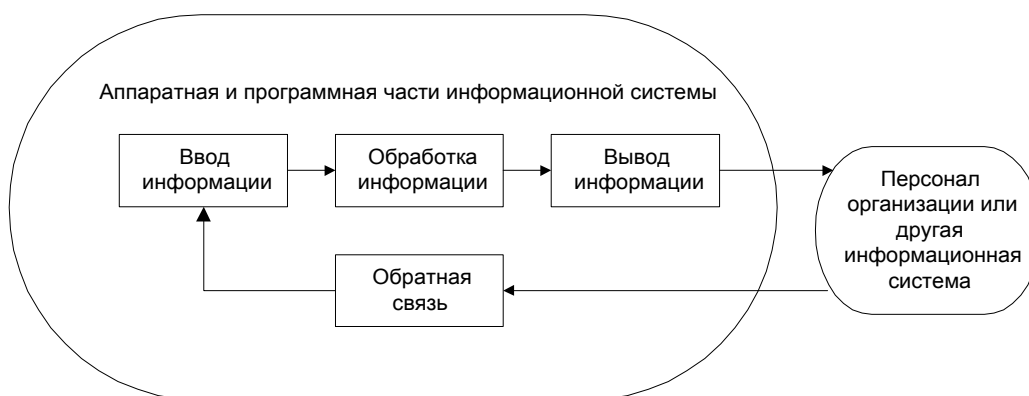 Аппаратная и программная части информационной системы
Ввод
информации
Обработка
информации
Вывод
информации
Персонал
организации или
другая
информационная
система
Обратная
связь